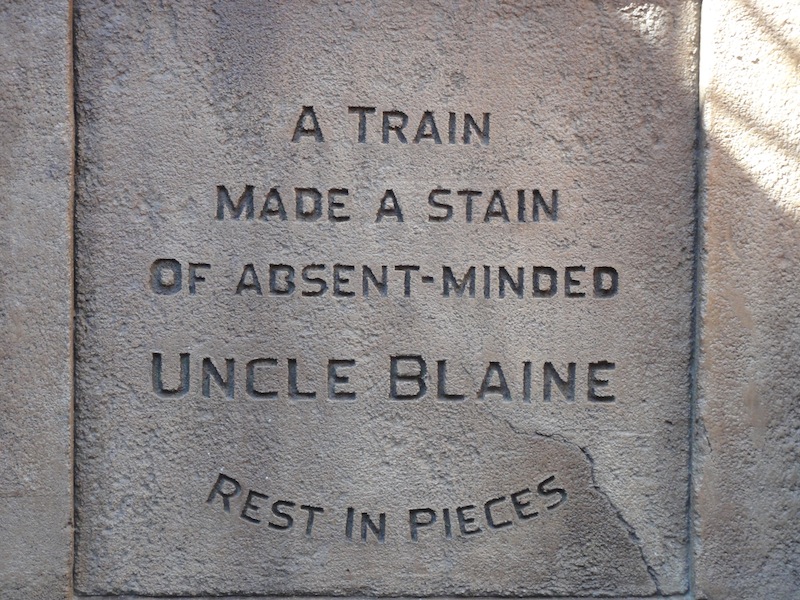 A TRAIN
MADE A STAIN
OF ABSENT-MINDED
UNCLE BLAINE
REST IN PIECES